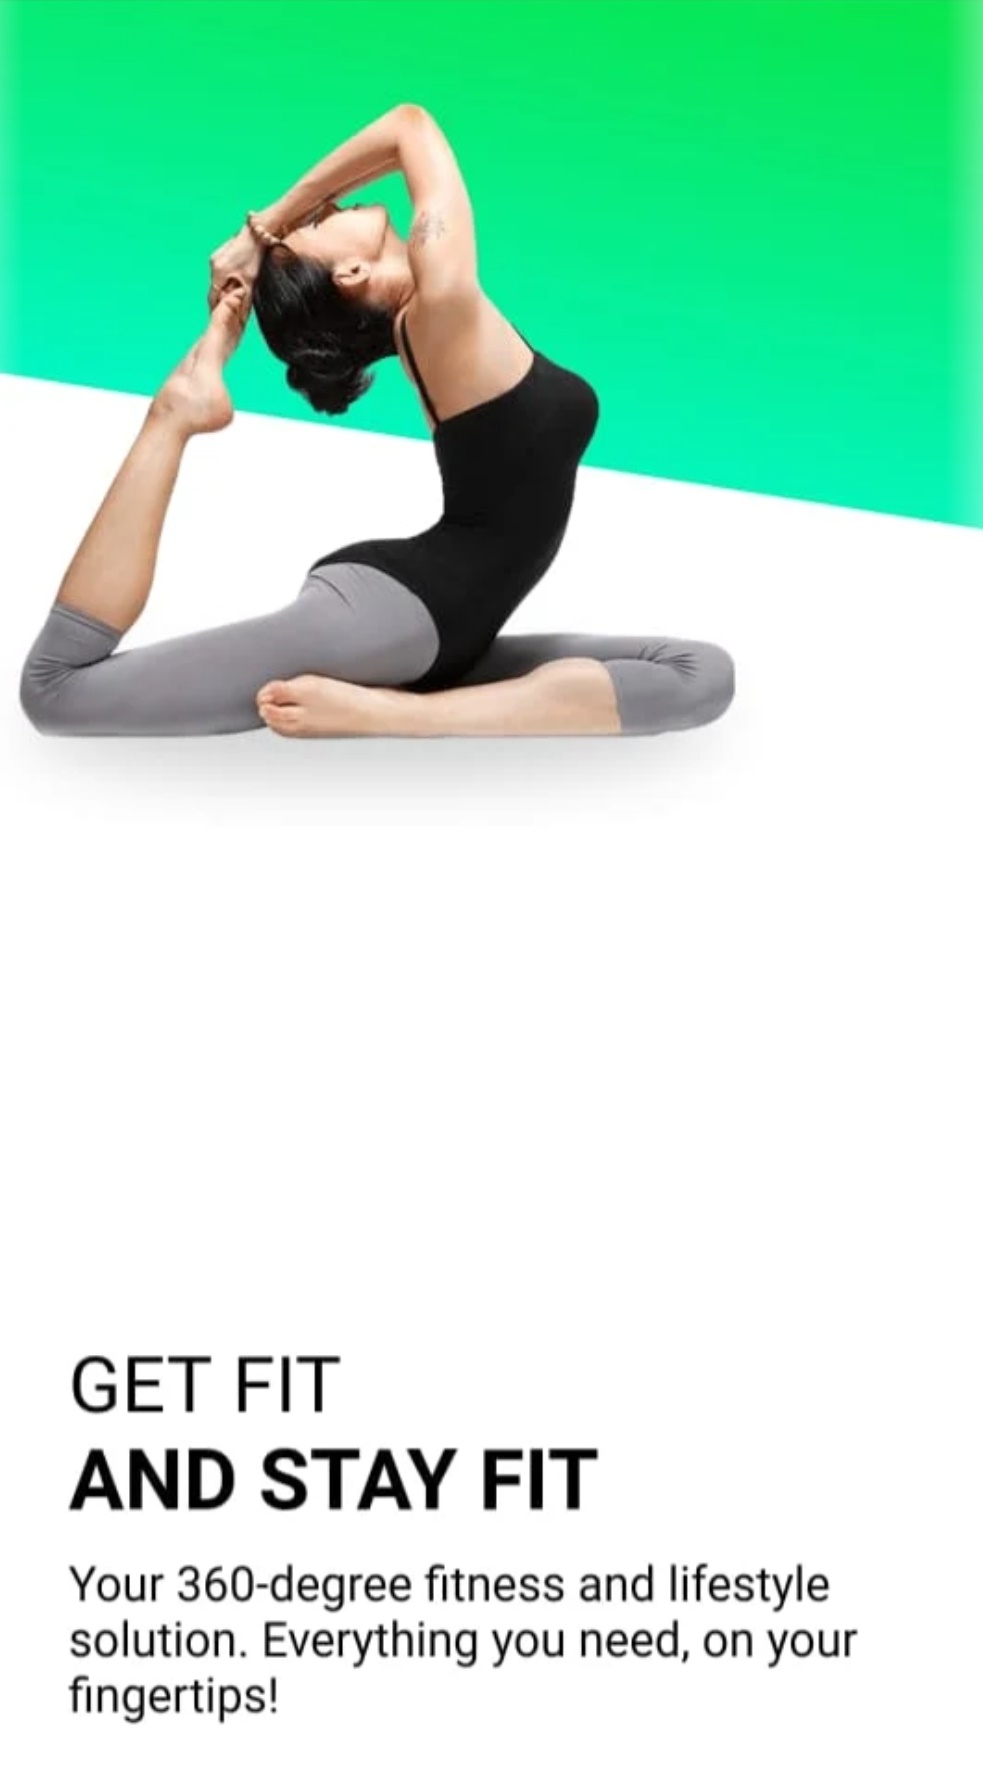 GET FIT
AND STAY FIT
Your 360-degree fitness and lifestyle
solution. Everything you need, on your
fingertips!